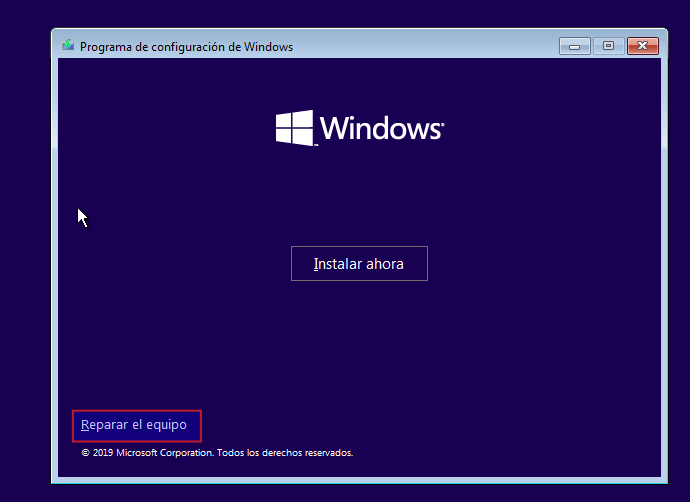 Programa de configuración de Windows
Windows
Instalar ahora
Reparar el equipo
© 2019 Microsoft Corporation. Todos los derechos reservados.